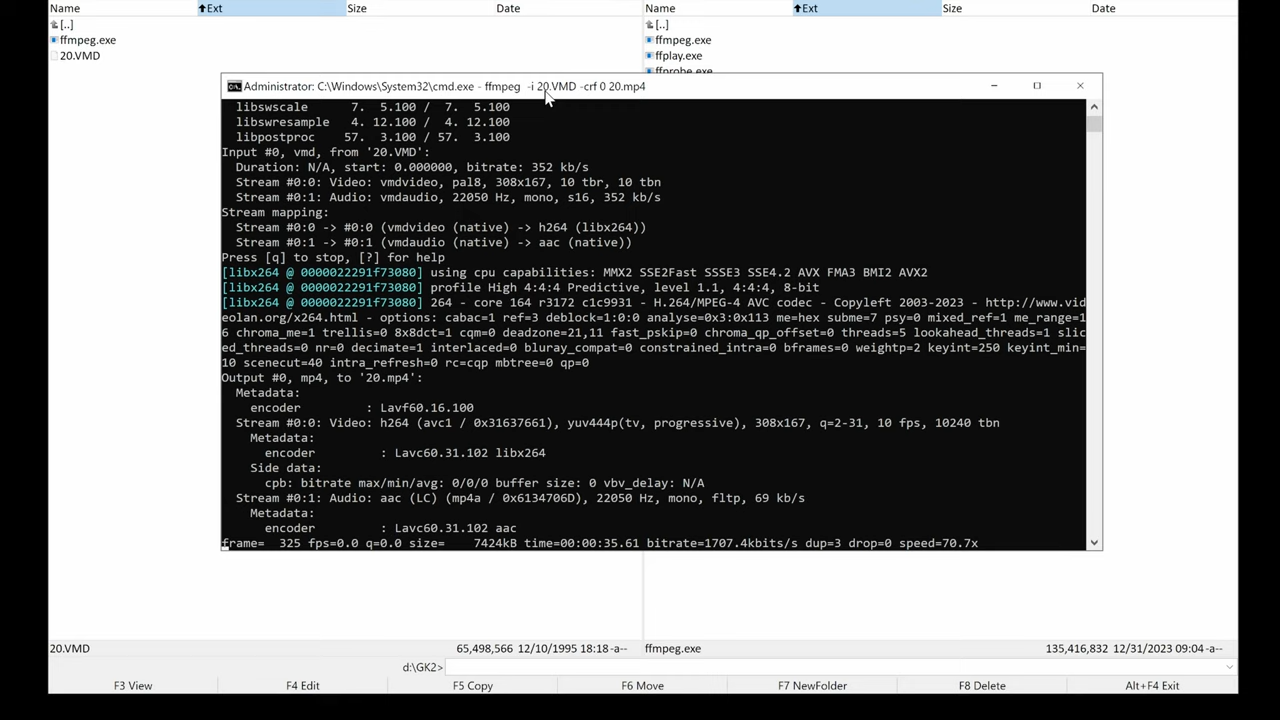 Name ↑Ext Size Date Name ↑Ext Size Date
[..] [..]
ffmpeg.exe ffmpeg.exe
20.VMD ffplay.exe
ffprobe.exe
Administrator: C:\Windows\System32\cmd.exe - ffmpeg -i 20.VMD -crf 0 20.mp4
libswscale 7. 5.100 / 7. 5.100
libswresample 4. 12.100 / 4. 12.100
libpostproc 57. 3.100 / 57. 3.100
Input #0, vmd, from '20.VMD':
Duration: N/A, start: 0.000000, bitrate: 352 kb/s
Stream #0:0: Video: vmdvideo, pal8, 308x167, 10 tbr, 10 tbn
Stream #0:1: Audio: vmdaudio, 22050 Hz, mono, s16, 352 kb/s
Stream mapping:
Stream #0:0 -> #0:0 (vmdvideo (native) -> h264 (libx264))
Stream #0:1 -> #0:1 (vmdaudio (native) -> aac (native))
Press [q] to stop, [?] for help
[libx264 @ 0000022291f73080] using cpu capabilities: MMX2 SSE2Fast SSSE3 SSE4.2 AVX FMA3 BMI2 AVX2
[libx264 @ 0000022291f73080] profile High 4:4:4 Predictive, level 1.1, 4:4:4, 8-bit
[libx264 @ 0000022291f73080] 264 - core 164 r3172 c1c9931 - H.264/MPEG-4 AVC codec - Copyleft 2003-2023 - http://www.vid
eolan.org/x264.html - options: cabac=1 ref=3 deblock=1:0:0 analyse=0x3:0x113 me=hex subme=7 psy=0 mixed_ref=1 me_range=1
6 chroma_me=1 trellis=0 8x8dct=1 cqm=0 deadzone=21,11 fast_pskip=0 chroma_qp_offset=0 threads=5 lookahead_threads=1 slic
ed_threads=0 nr=0 decimate=1 interlaced=0 bluray_compat=0 constrained_intra=0 bframes=0 weightp=2 keyint=250 keyint_min=
10 scenecut=40 intra_refresh=0 rc=cqp mbtree=0 qp=0
Output #0, mp4, to '20.mp4':
Metadata:
encoder : Lavf60.16.100
Stream #0:0: Video: h264 (avc1 / 0x31637661), yuv444p(tv, progressive), 308x167, q=2-31, 10 fps, 10240 tbn
Metadata:
encoder : Lavc60.31.102 libx264
Side data:
cpb: bitrate max/min/avg: 0/0/0 buffer size: 0 vbv_delay: N/A
Stream #0:1: Audio: aac (LC) (mp4a / 0x6134706D), 22050 Hz, mono, fltp, 69 kb/s
Metadata:
encoder : Lavc60.31.102 aac
frame= 325 fps=0.0 q=0.0 size= 7424kB time=00:00:35.61 bitrate=1707.4kbits/s dup=3 drop=0 speed=70.7x
20.VMD 65,498,566 12/10/1995 18:18 -a-- ffmpeg.exe 135,416,832 12/31/2023 09:04 -a--
d:\GK2>
F3 View F4 Edit F5 Copy F6 Move F7 NewFolder F8 Delete Alt+F4 Exit